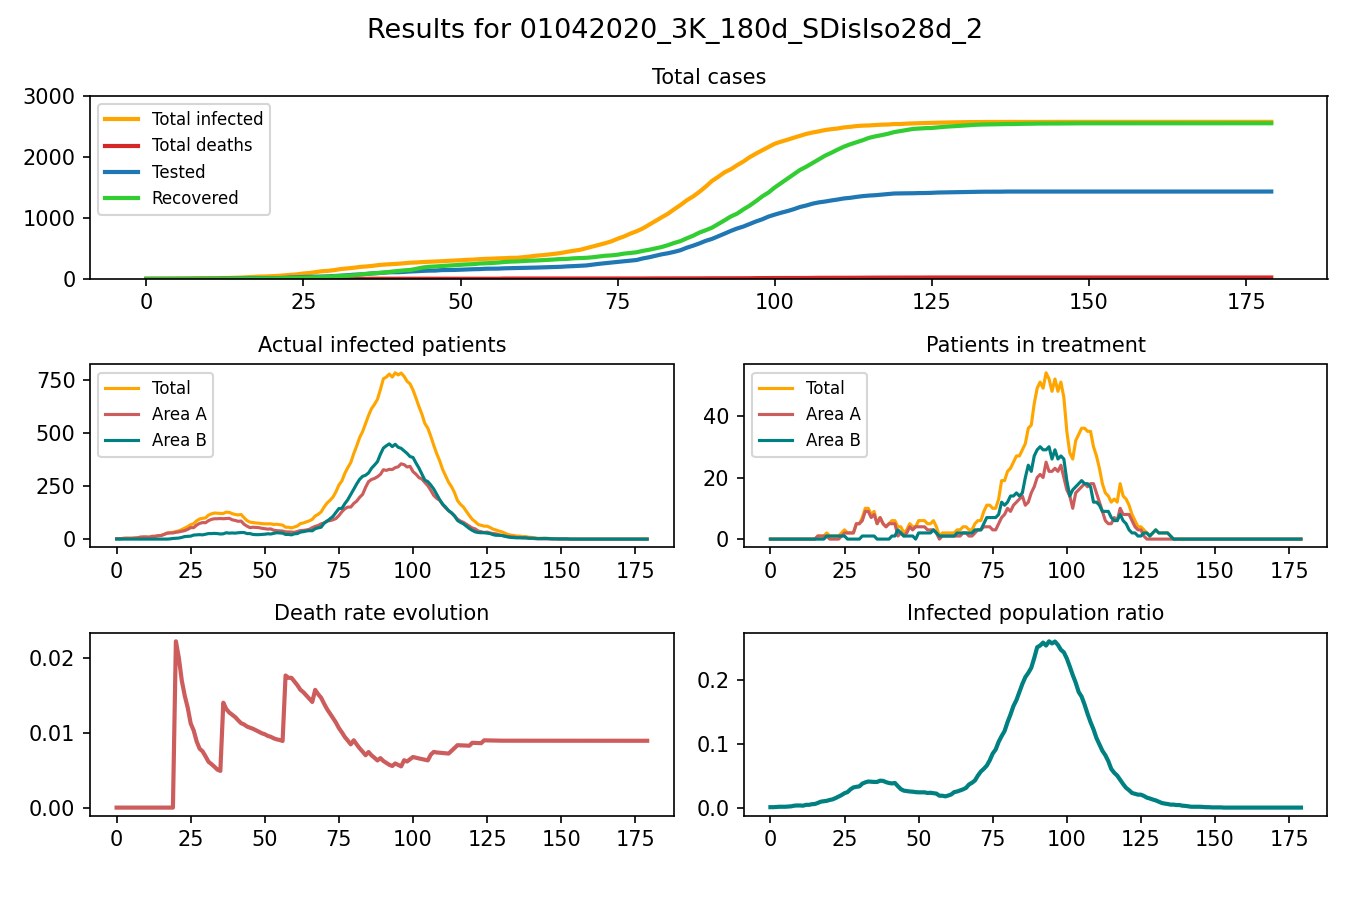 Results for 01042020_3K_180d_SDisIso28d_2
Total cases
3000
2000
1000
0
Total infected
Total deaths
Tested
Recovered
0 25 50 75 100 125 150 175
Actual infected patients
750
500
250
0
Total
Area A
Area B
0 25 50 75 100 125 150 175
Patients in treatment
40
20
0
Total
Area A
Area B
0 25 50 75 100 125 150 175
Death rate evolution
0.02
0.01
0.00
0 25 50 75 100 125 150 175
Infected population ratio
0.2
0.1
0.0
0 25 50 75 100 125 150 175